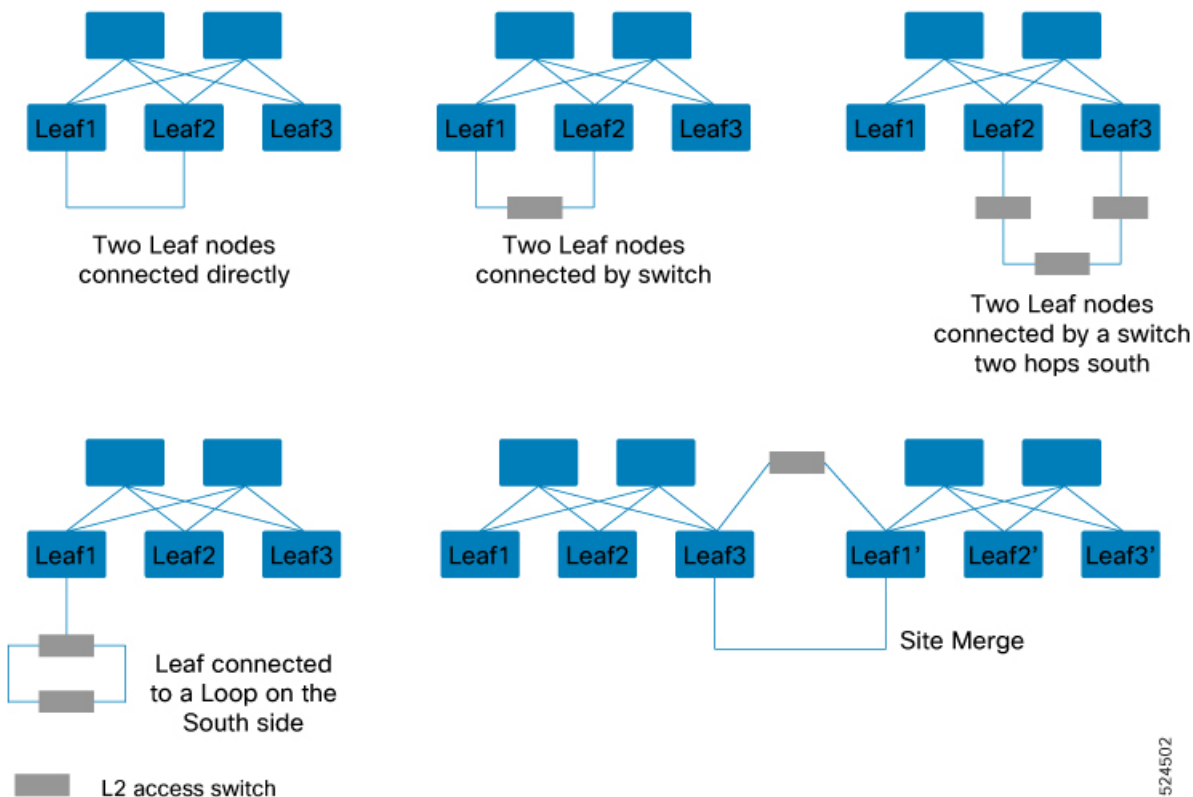 Leaf1 Leaf2 Leaf3
Leaf1 Leaf2 Leaf3
Leaf1 Leaf2 Leaf3
Two Leaf nodes
connected directly
Two Leaf nodes
connected by switch
Two Leaf nodes
connected by a switch
two hops south
Leaf1 Leaf2 Leaf3
Leaf1 Leaf2 Leaf3 Leaf1’ Leaf2’ Leaf3’
Leaf connected
to a Loop on the
South side
Site Merge
L2 access switch
524502